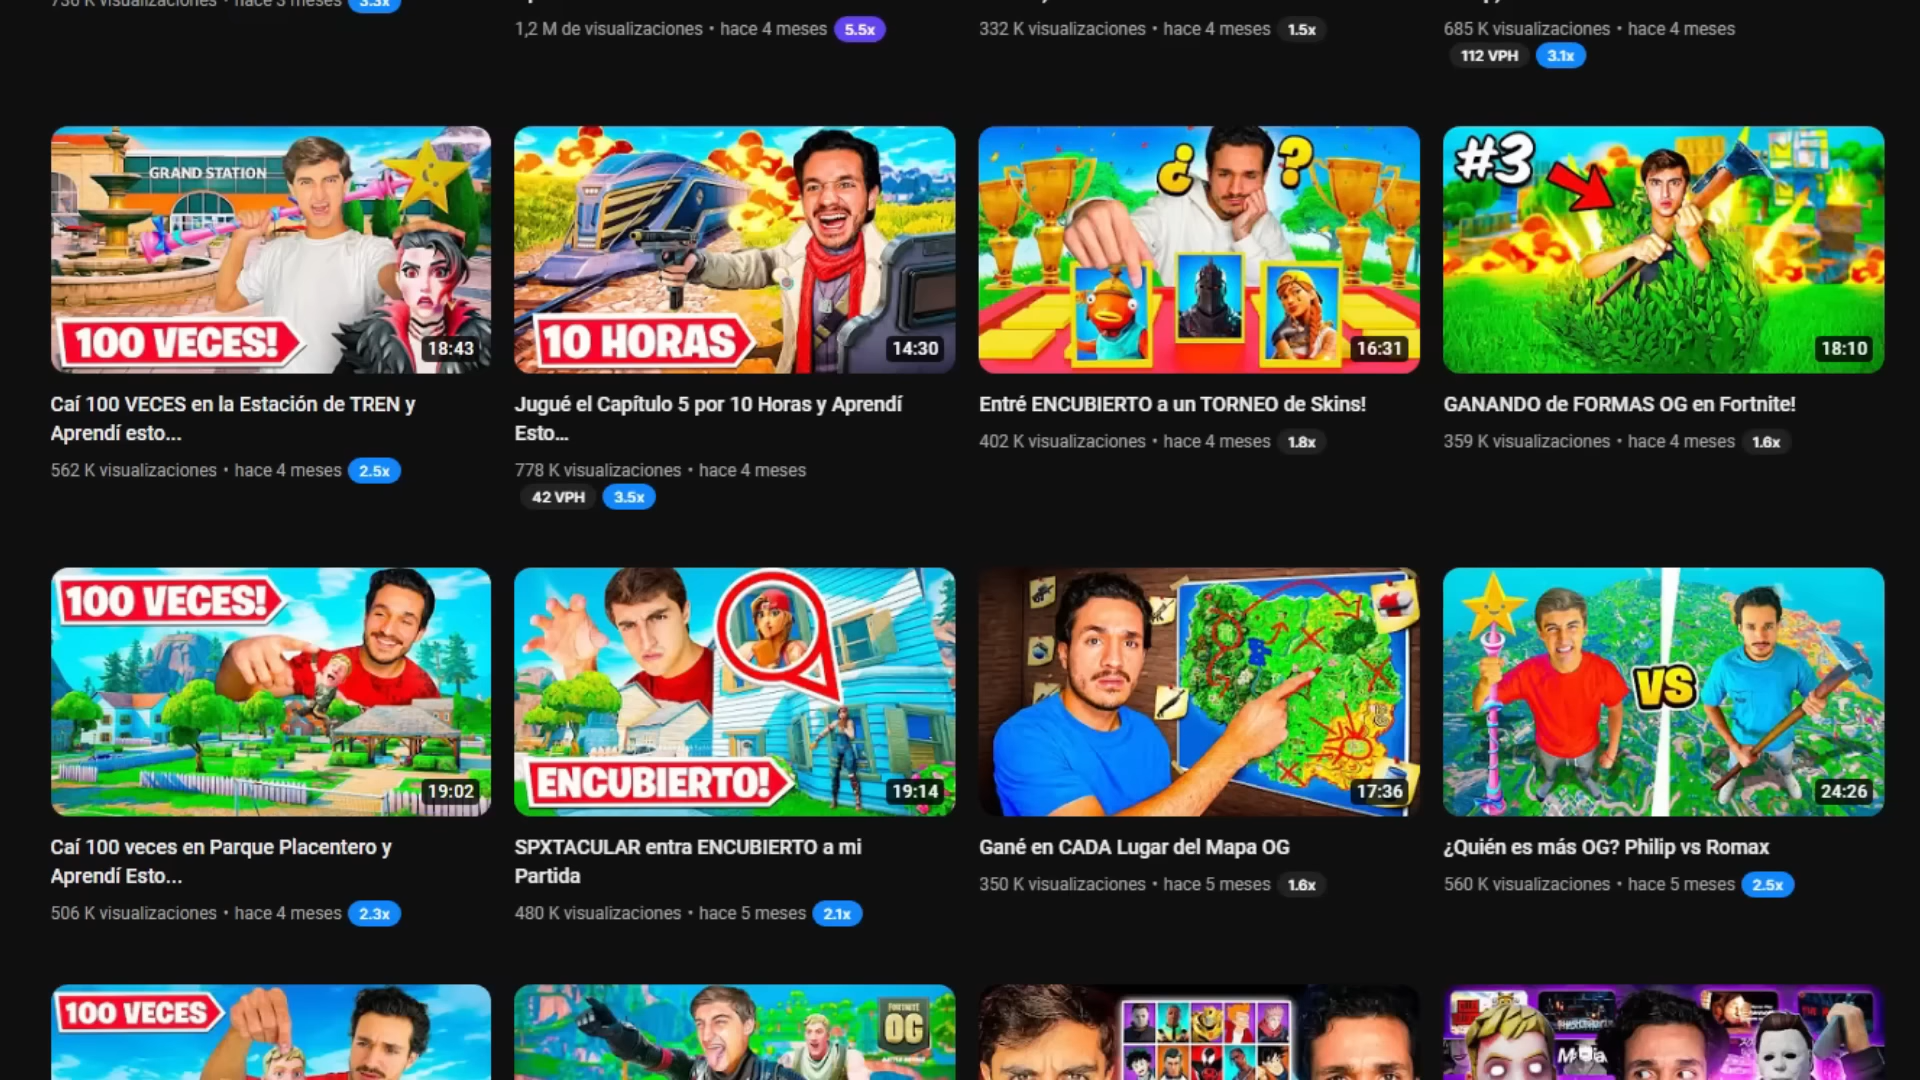 736 K visualizaciones • hace 3 meses 3.3x
1,2 M de visualizaciones • hace 4 meses 5.5x
332 K visualizaciones • hace 4 meses 1.5x
685 K visualizaciones • hace 4 meses
112 VPH 3.1x
GRAND STATION
100 VECES!
18:43
10 HORAS
14:30
¿ ?
16:31
#3
18:10
Caí 100 VECES en la Estación de TREN y
Aprendí esto...
562 K visualizaciones • hace 4 meses 2.5x
Jugué el Capítulo 5 por 10 Horas y Aprendí
Esto...
778 K visualizaciones • hace 4 meses
42 VPH 3.5x
Entré ENCUBIERTO a un TORNEO de Skins!
402 K visualizaciones • hace 4 meses 1.8x
GANANDO de FORMAS OG en Fortnite!
359 K visualizaciones • hace 4 meses 1.6x
100 VECES!
19:02
ENCUBIERTO!
19:14
17:36
VS
24:26
Caí 100 veces en Parque Placentero y
Aprendí Esto...
506 K visualizaciones • hace 4 meses 2.3x
SPXTACULAR entra ENCUBIERTO a mi
Partida
480 K visualizaciones • hace 5 meses 2.1x
Gané en CADA Lugar del Mapa OG
350 K visualizaciones • hace 5 meses 1.6x
¿Quién es más OG? Philip vs Romax
560 K visualizaciones • hace 5 meses 2.5x
100 VECES
FORTNITE
OG